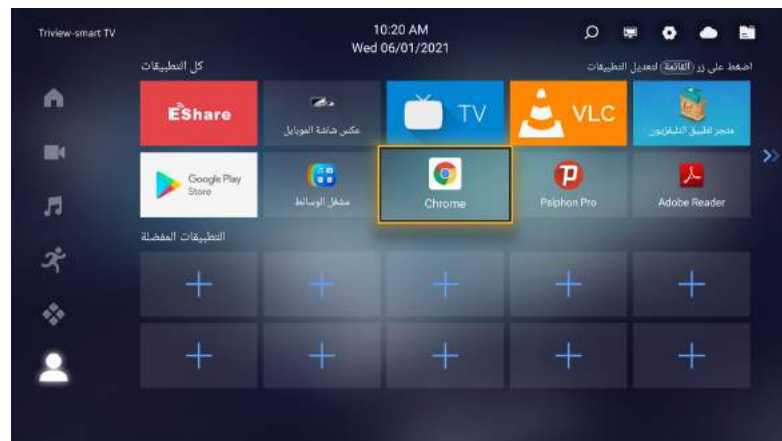 Triview-smart TV
10:20 AM
Wed 06/01/2021
كل التطبيقات
اضغط على زر (القائمة) لتعديل التطبيقات
EShare
عكس شاشة الموبايل
TV
VLC
متجر تطبيق التليفزيون
Google Play
Store
مشغل الوسائط
Chrome
Psiphon Pro
Adobe Reader
التطبيقات المفضلة